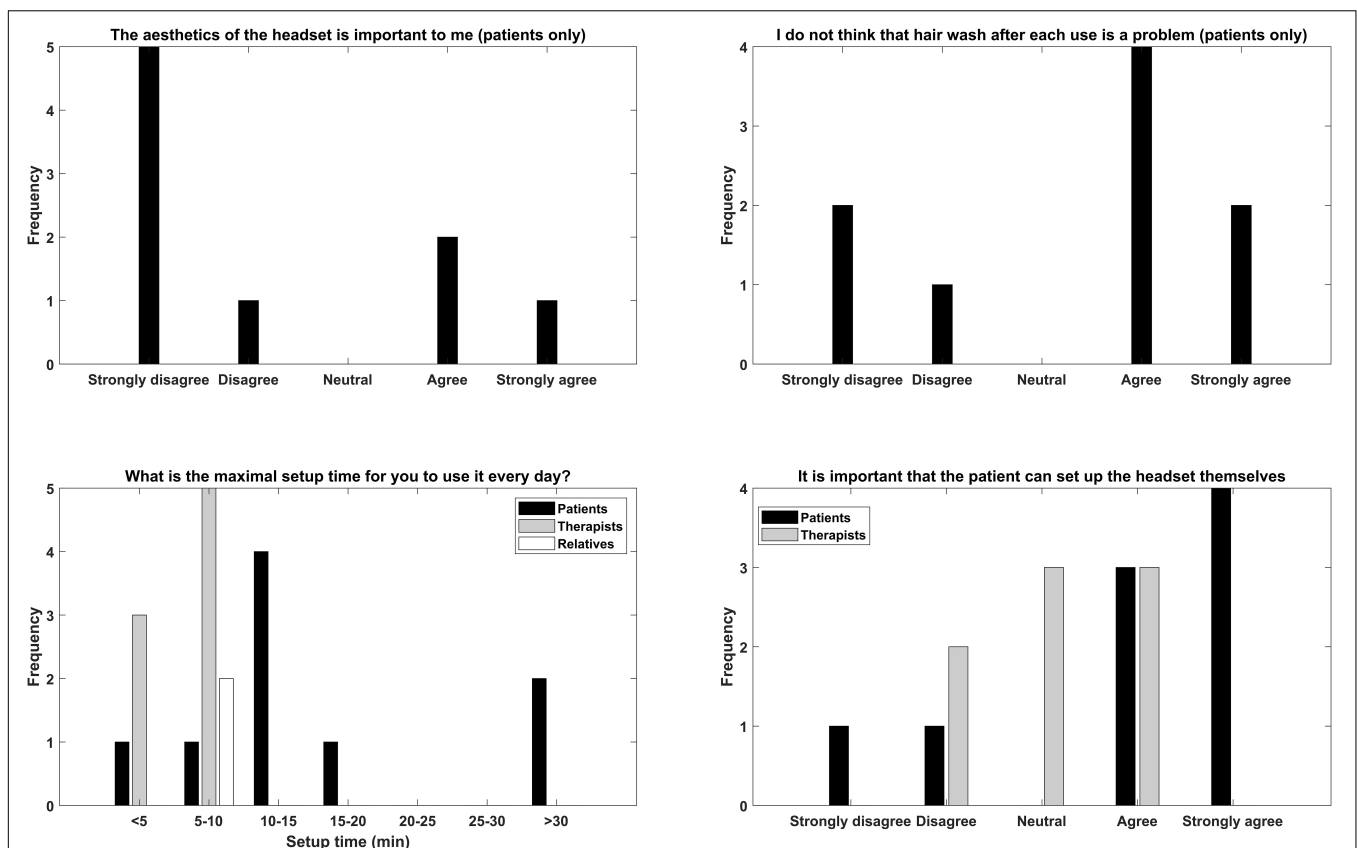 The aesthetics of the headset is important to me (patients only)
5
4
3
2
1
0
Frequency
Strongly disagree Disagree Neutral Agree Strongly agree
I do not think that hair wash after each use is a problem (patients only)
4
3
2
1
0
Frequency
Strongly disagree Disagree Neutral Agree Strongly agree
What is the maximal setup time for you to use it every day?
5
4
3
2
1
0
Frequency
Patients
Therapists
Relatives
<5 5-10 10-15 15-20 20-25 25-30 >30
Setup time (min)
It is important that the patient can set up the headset themselves
4
3
2
1
0
Frequency
Patients
Therapists
Strongly disagree Disagree Neutral Agree Strongly agree